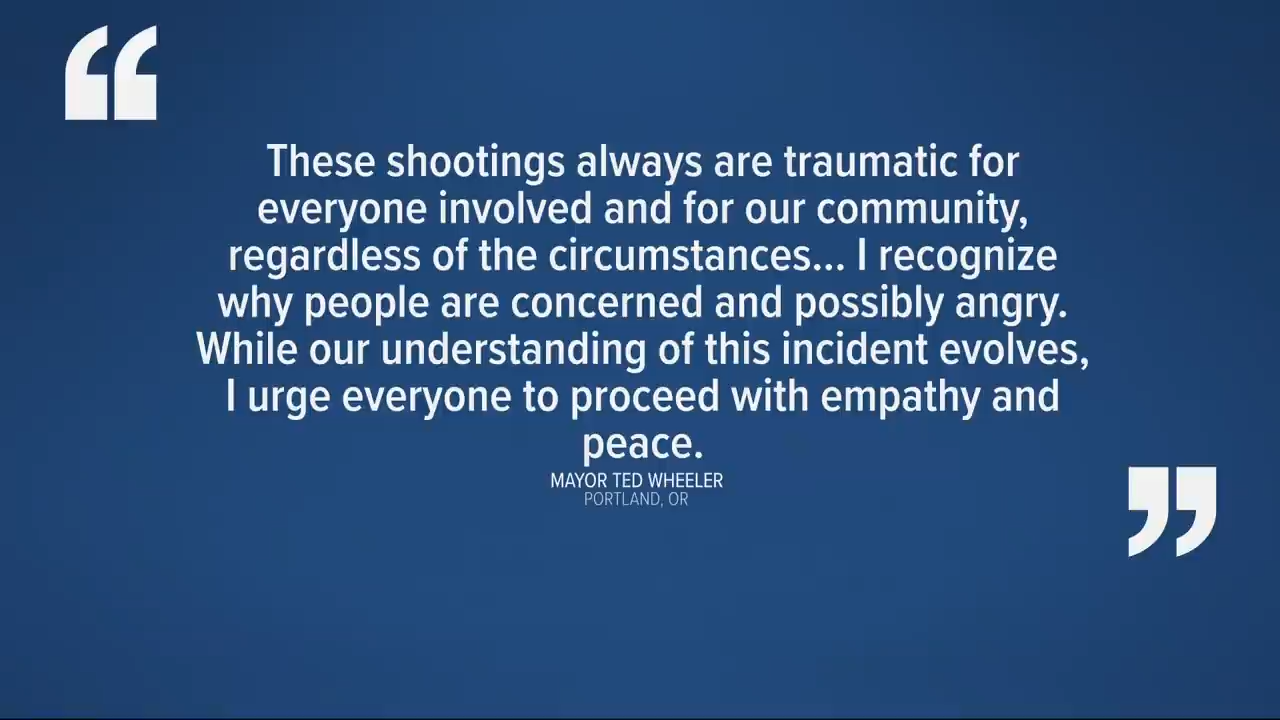 “
These shootings always are traumatic for
everyone involved and for our community,
regardless of the circumstances... I recognize
why people are concerned and possibly angry.
While our understanding of this incident evolves,
I urge everyone to proceed with empathy and
peace.
MAYOR TED WHEELER
PORTLAND, OR
”